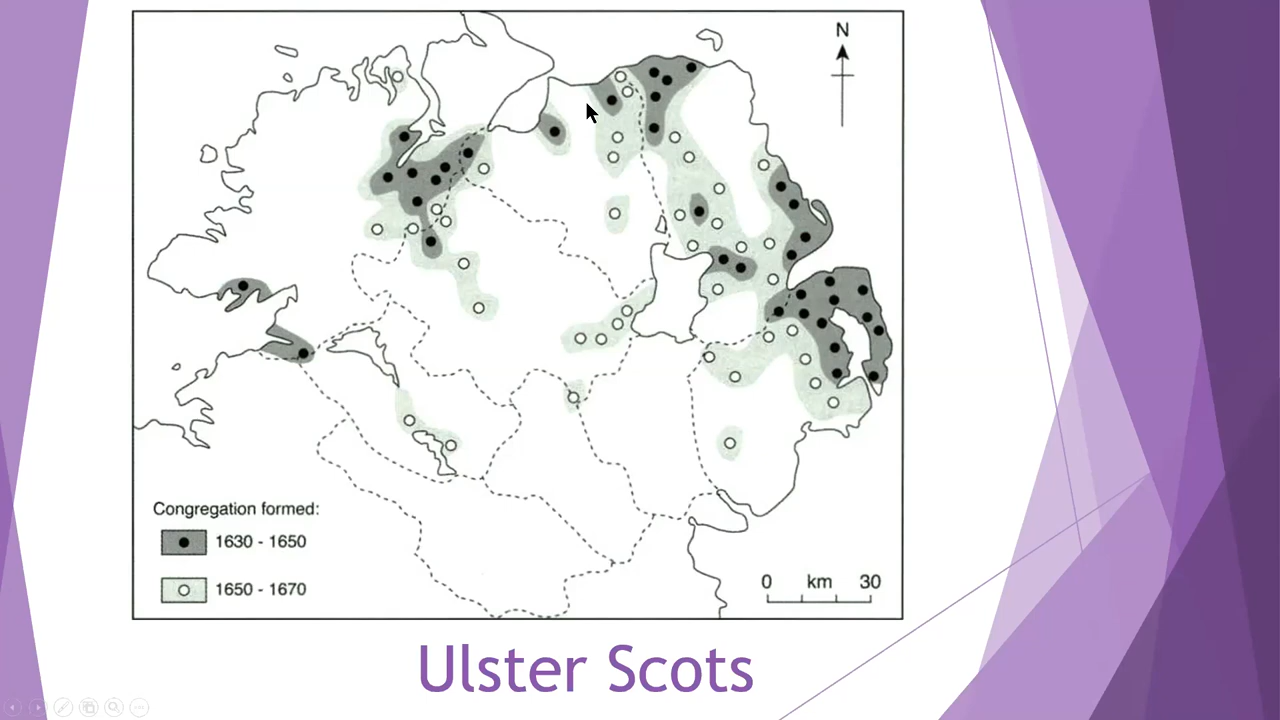 N
Congregation formed:
1630 - 1650
1650 - 1670
0 km 30
Ulster Scots